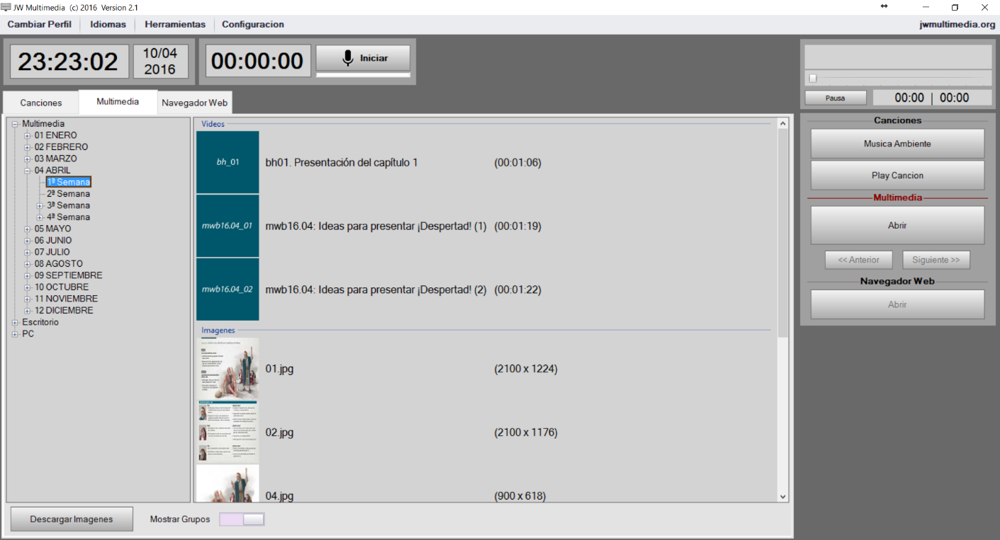 JW Multimedia (c) 2016 Version 2.1
Cambiar Perfil Idiomas Herramientas Configuracion jwmultimedia.org
23:23:02
10/04
2016
00:00:00
Iniciar
Canciones Multimedia Navegador Web
Multimedia
01 ENERO
02 FEBRERO
03 MARZO
04 ABRIL
1ª Semana
2ª Semana
3ª Semana
4ª Semana
05 MAYO
06 JUNIO
07 JULIO
08 AGOSTO
09 SEPTIEMBRE
10 OCTUBRE
11 NOVIEMBRE
12 DICIEMBRE
Escritorio
PC
Videos
bh_01 bh01. Presentación del capítulo 1 (00:01:06)
mwb16.04_01 mwb16.04: Ideas para presentar ¡Despertad! (1) (00:01:19)
mwb16.04_02 mwb16.04: Ideas para presentar ¡Despertad! (2) (00:01:22)
Imagenes
01.jpg (2100 x 1224)
02.jpg (2100 x 1176)
04.jpg (900 x 618)
Descargar Imagenes Mostrar Grupos
Pausa 00:00 | 00:00
Canciones
Musica Ambiente
Play Cancion
Multimedia
Abrir
<< Anterior Siguiente >>
Navegador Web
Abrir